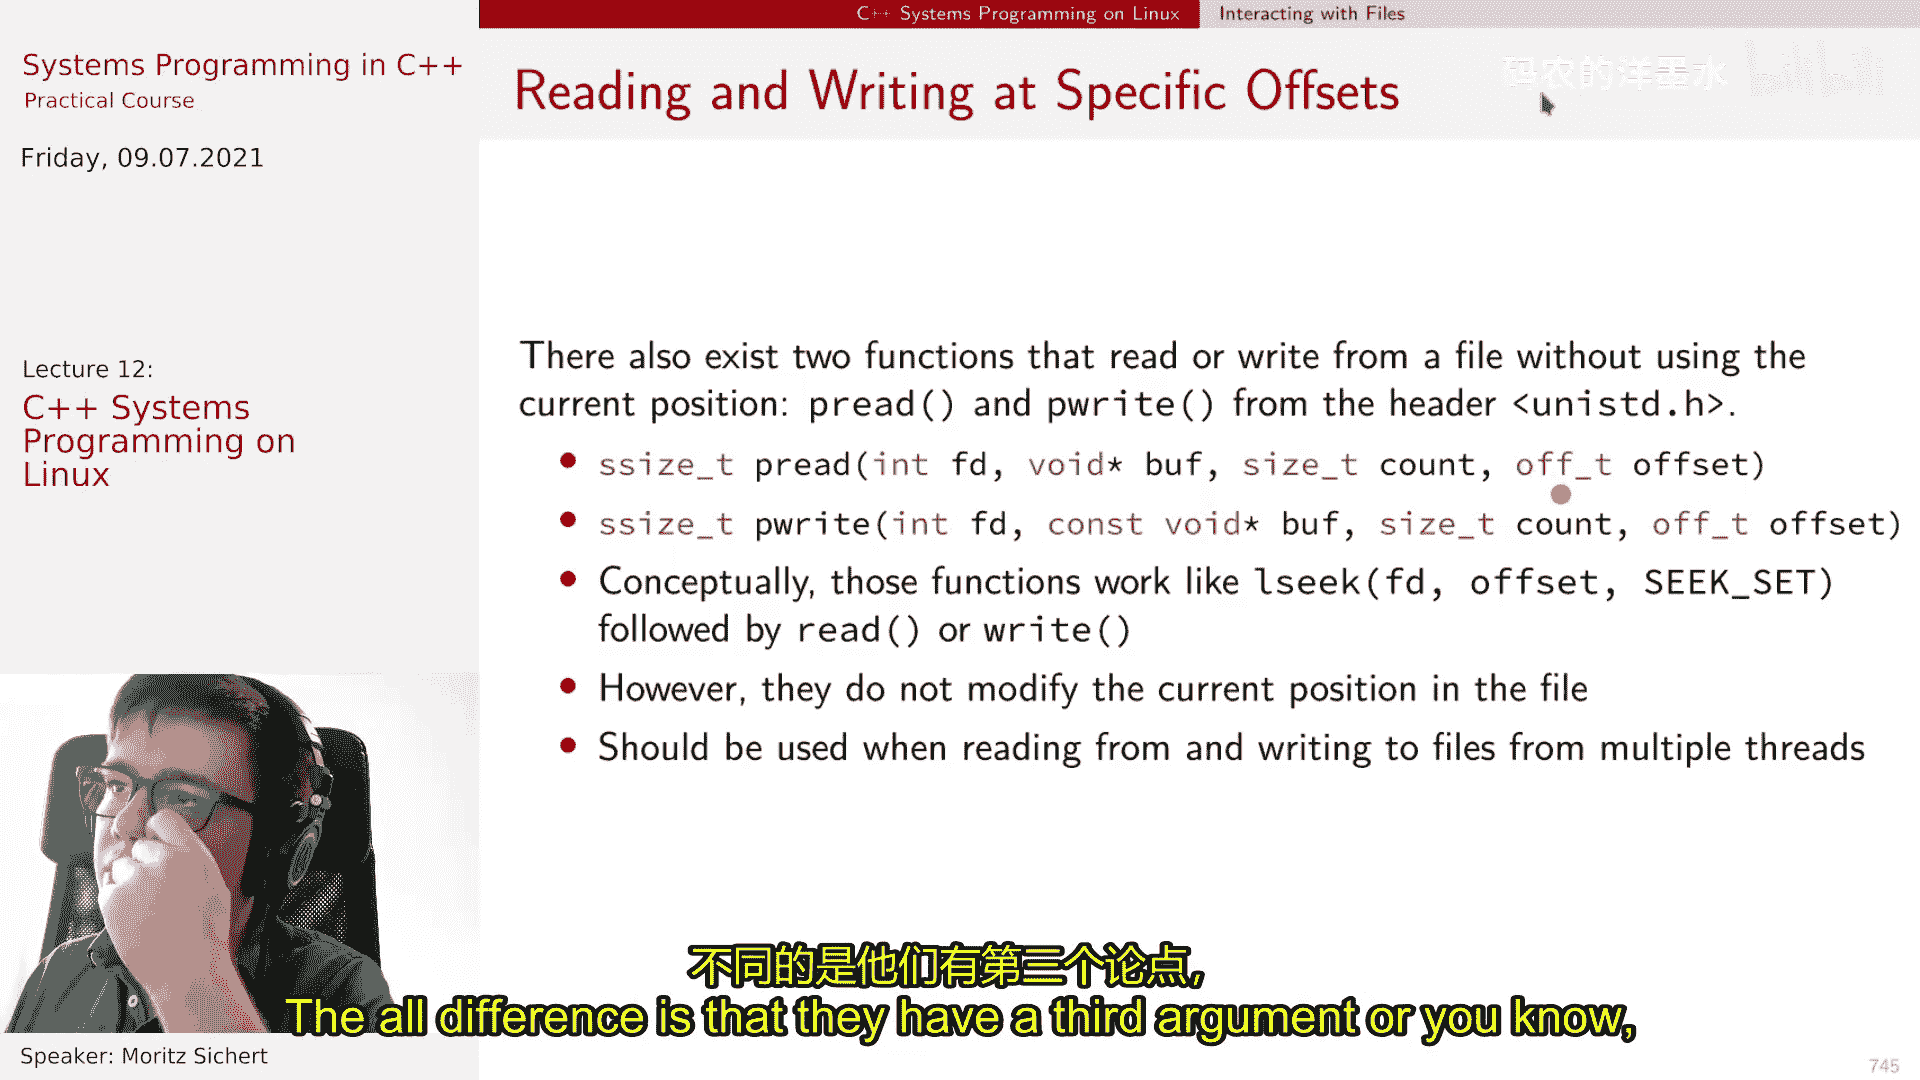 C++ Systems Programming on Linux
Interacting with Files
Systems Programming in C++
Practical Course
Friday, 09.07.2021
Reading and Writing at Specific Offsets
码农的洋墨水
bilibili
There also exist two functions that read or write from a file without using the
current position: pread() and pwrite() from the header <unistd.h>.
ssize_t pread(int fd, void* buf, size_t count, off_t offset)
ssize_t pwrite(int fd, const void* buf, size_t count, off_t offset)
Conceptually, those functions work like lseek(fd, offset, SEEK_SET)
followed by read() or write()
However, they do not modify the current position in the file
Should be used when reading from and writing to files from multiple threads
Lecture 12:
C++ Systems
Programming on
Linux
不同的是他们有第三个论点,
The all difference is that they have a third argument or you know,
Speaker: Moritz Sichert
745